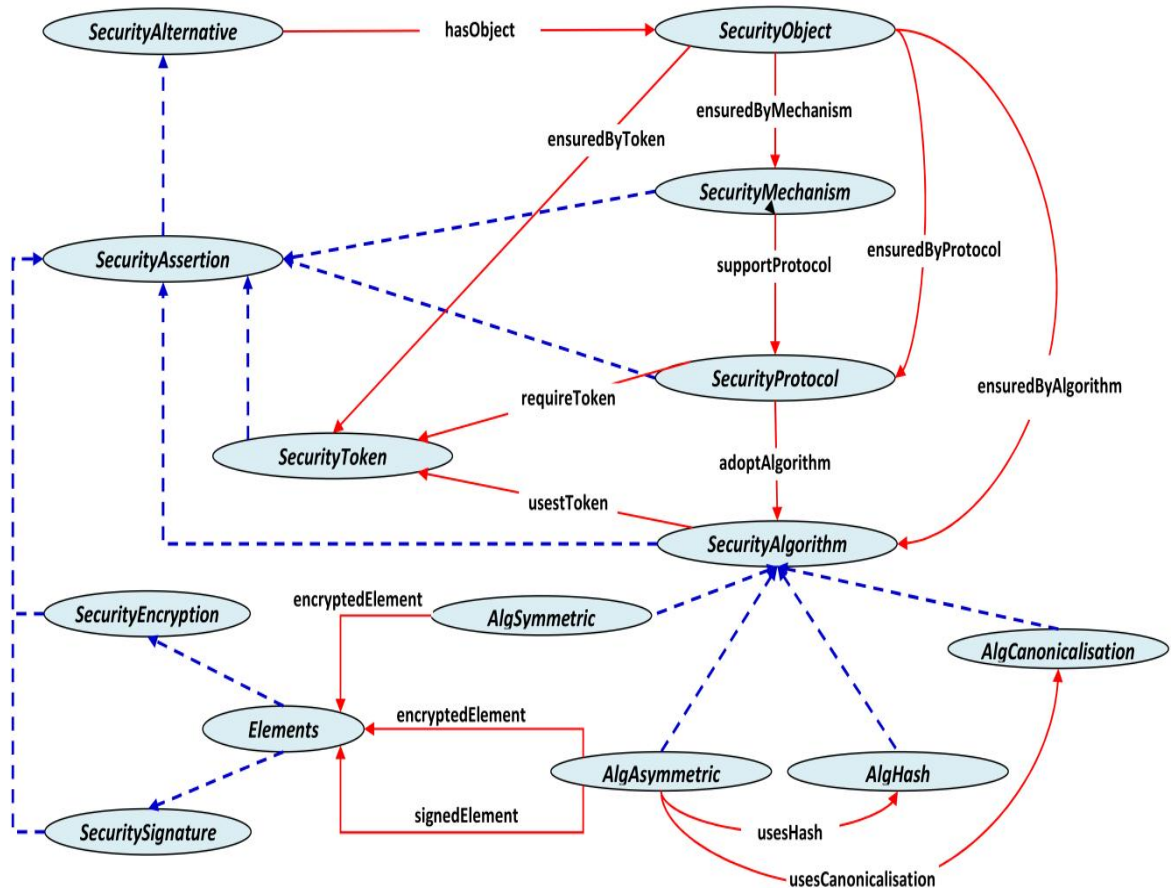 SecurityAlternative
hasObject
SecurityObject
ensuredByMechanism
ensuredByToken
SecurityMechanism
SecurityAssertion
supportProtocol
ensuredByProtocol
SecurityProtocol
ensuredByAlgorithm
requireToken
SecurityToken
adoptAlgorithm
usestToken
SecurityAlgorithm
SecurityEncryption
encryptedElement
AlgSymmetric
AlgCanonicalisation
Elements
encryptedElement
AlgAsymmetric
AlgHash
signedElement
SecuritySignature
usesHash
usesCanonicalisation